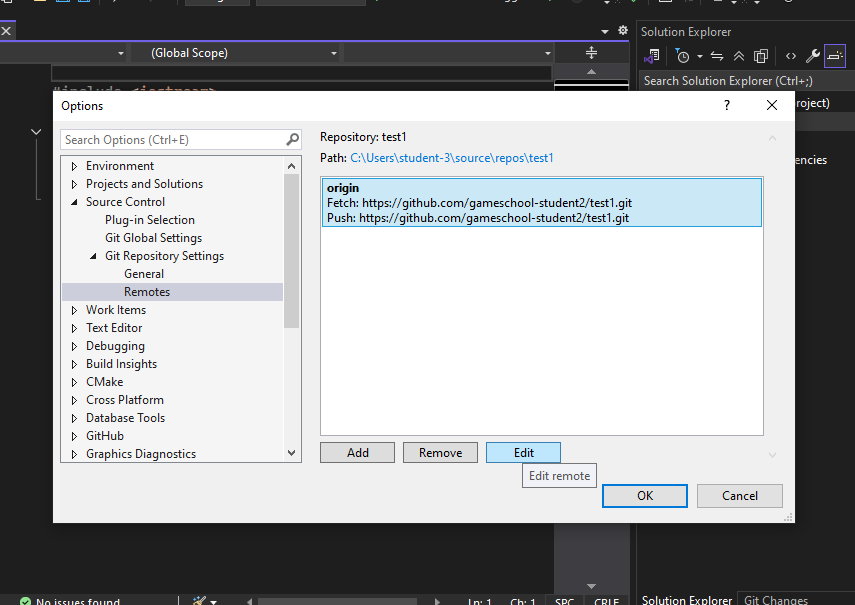 Solution Explorer
(Global Scope)
Search Solution Explorer (Ctrl+;)
#include <iostream>
Options
?
Search Options (Ctrl+E)
Environment
Projects and Solutions
Source Control
Plug-in Selection
Git Global Settings
Git Repository Settings
General
Remotes
Work Items
Text Editor
Debugging
Build Insights
CMake
Cross Platform
Database Tools
GitHub
Graphics Diagnostics
Repository: test1
Path: C:\Users\student-3\source\repos\test1
origin
Fetch: https://github.com/gameschool-student2/test1.git
Push: https://github.com/gameschool-student2/test1.git
Add
Remove
Edit
Edit remote
OK
Cancel
roject)
encies
No issues found
Ln: 1
Ch: 1
SPC
CRLF
Solution Explorer
Git Changes